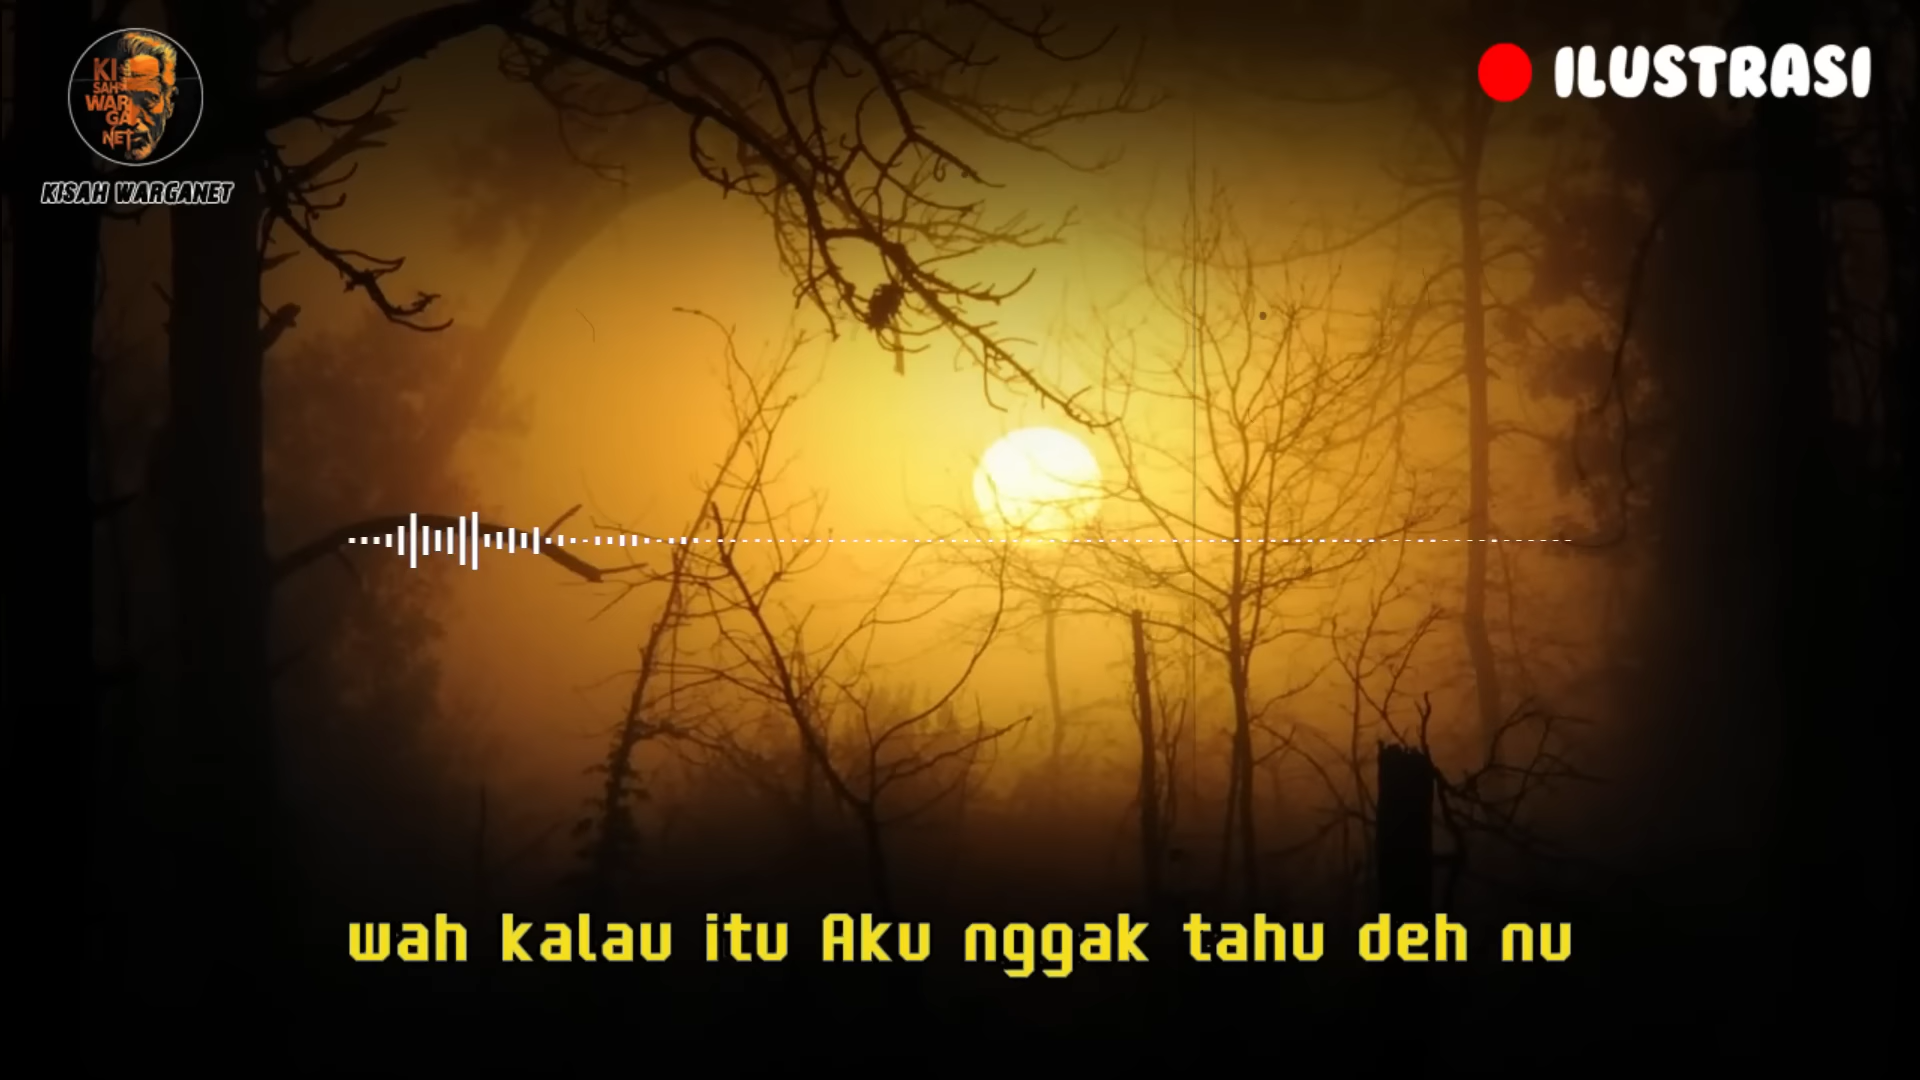 KI
SAH
WAR
GA
NET
KISAH WARGANET
ILUSTRASI
wah kalau itu Aku nggak tahu deh nu